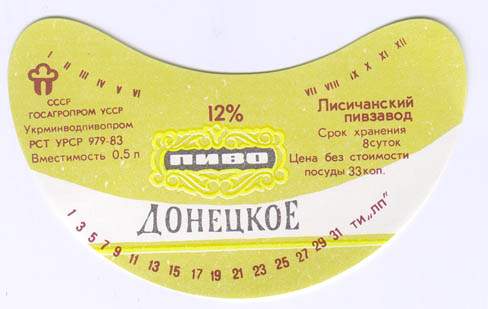 I II III IV V VI
VII VIII IX X XI XII
СССР
ГОСАГРОПРОМ УССР
Укрминводпивопром
РСТ УРСР 979-83
Вместимость 0,5 л
12%
ПИВО
Лисичанский
пивзавод
Срок хранения
8суток
Цена без стоимости
посуды 33коп.
ДОНЕЦКОЕ
1 3 5 7 9 11 13 15 17 19 21 23 25 27 29 31 ТИ „ЛП"